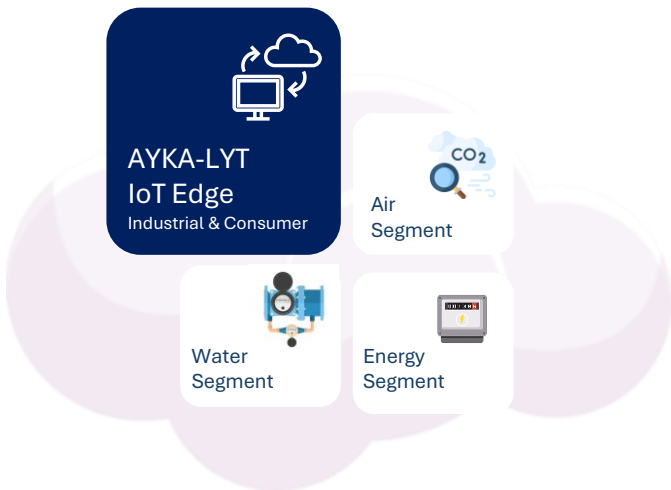 AYKA-LYT
IoT Edge
Industrial & Consumer
CO2
Air
Segment
Water
Segment
Energy
Segment